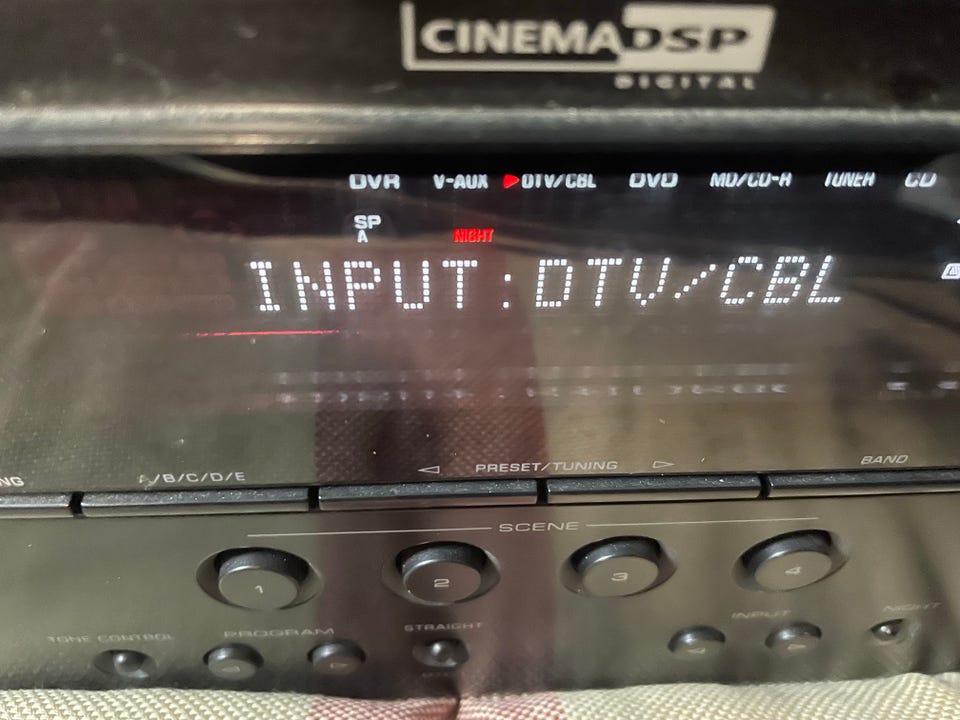 CINEMA DSP
DIGITAL
DVR V-AUX DTV/CBL DVD MD/CD-R TUNER CD
SP
A NIGHT
INPUT:DTV/CBL
PRESET/TUNING
BAND
NG /B/C/D/E
SCENE
1 2 3 4
TONE CONTROL PROGRAM STRAIGHT INPUT NIGHT